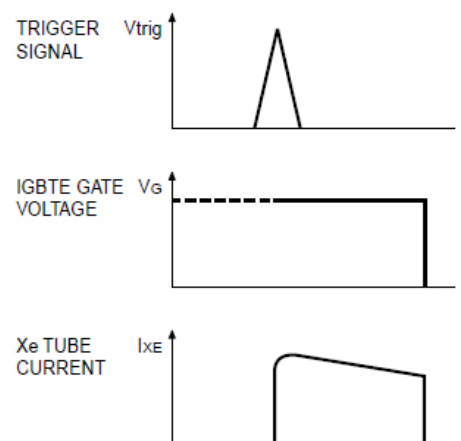 TRIGGER Vtrig
SIGNAL
IGBTE GATE VG
VOLTAGE
Xe TUBE IXE
CURRENT